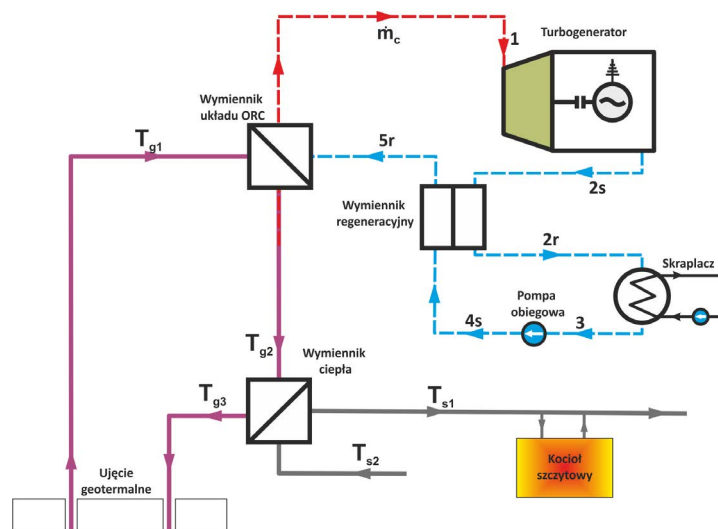 ṁc
1
Turbogenerator
Wymiennik
układu ORC
Tg1
5r
2s
Wymiennik
regeneracyjny
2r
Skraplacz
Pompa
obiegowa
4s
3
Tg2
Wymiennik
ciepła
Tg3
Ts1
Ts2
Ujęcie
geotermalne
Kocioł
szczytowy